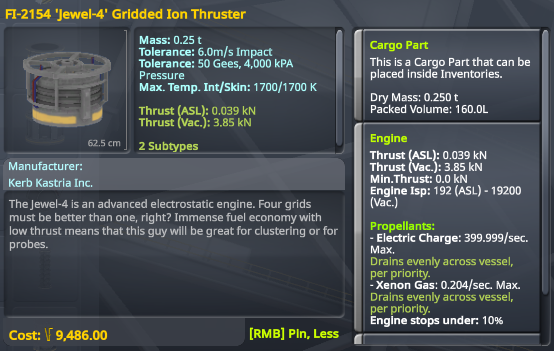 FI-2154 'Jewel-4' Gridded Ion Thruster
62.5 cm
Mass: 0.25 t
Tolerance: 6.0m/s Impact
Tolerance: 50 Gees, 4,000 kPA
Pressure
Max. Temp. Int/Skin: 1700/1700 K
Thrust (ASL): 0.039 kN
Thrust (Vac.): 3.85 kN
2 Subtypes
Manufacturer:
Kerb Kastria Inc.
The Jewel-4 is an advanced electrostatic engine. Four grids
must be better than one, right? Immense fuel economy with
low thrust means that this guy will be great for clustering or for
probes.
Cost: 9,486.00
[RMB] Pin, Less
Cargo Part
This is a Cargo Part that can be
placed inside Inventories.
Dry Mass: 0.250 t
Packed Volume: 160.0L
Engine
Thrust (ASL): 0.039 kN
Thrust (Vac.): 3.85 kN
Min.Thrust: 0.0 kN
Engine Isp: 192 (ASL) - 19200
(Vac.)
Propellants:
- Electric Charge: 399.999/sec.
Max.
Drains evenly across vessel,
per priority.
- Xenon Gas: 0.204/sec. Max.
Drains evenly across vessel,
per priority.
Engine stops under: 10%